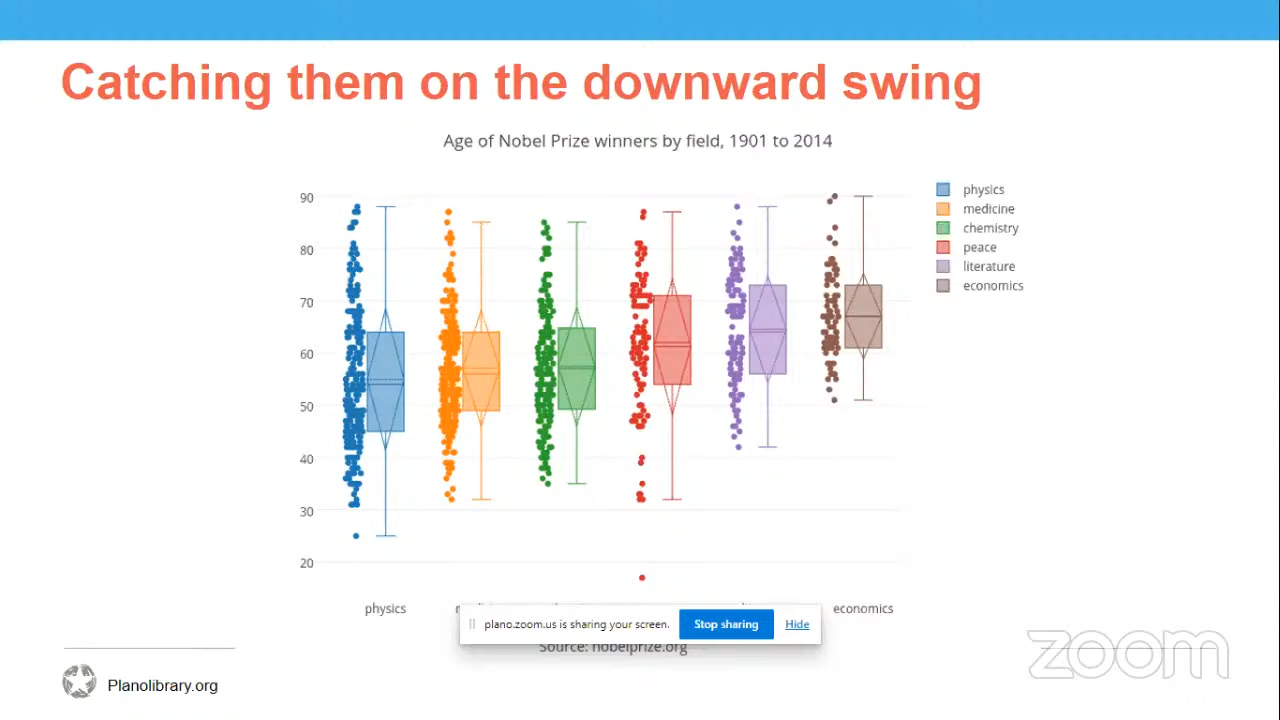 Catching them on the downward swing
Age of Nobel Prize winners by field, 1901 to 2014
physics
medicine
chemistry
peace
literature
economics
90
80
70
60
50
40
30
20
physics
economics
plano.zoom.us is sharing your screen. Stop sharing Hide
Source: nobelprize.org
Planolibrary.org
zoom